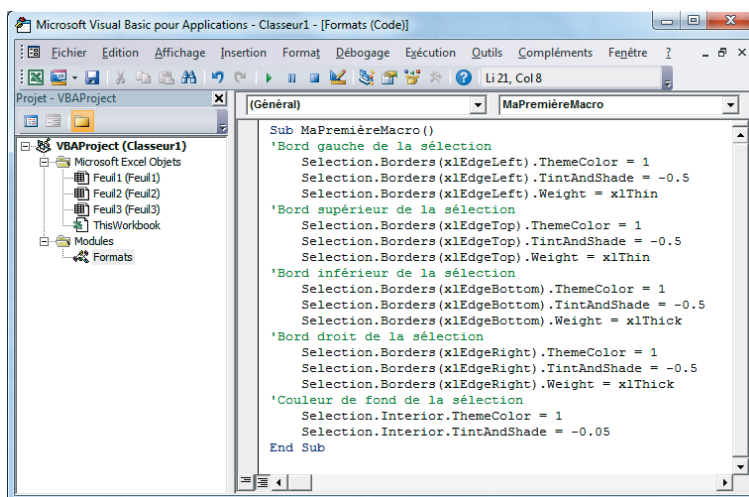 Microsoft Visual Basic pour Applications - Classeur1 - [Formats (Code)]
Fichier Edition Affichage Insertion Format Débogage Exécution Outils Compléments Fenêtre ?
Li 21, Col 8
Projet - VBAProject
VBAProject (Classeur1)
Microsoft Excel Objets
Feuil1 (Feuil1)
Feuil2 (Feuil2)
Feuil3 (Feuil3)
ThisWorkbook
Modules
Formats
(Général)
MaPremièreMacro
Sub MaPremièreMacro()
'Bord gauche de la sélection
Selection.Borders(xlEdgeLeft).ThemeColor = 1
Selection.Borders(xlEdgeLeft).TintAndShade = -0.5
Selection.Borders(xlEdgeLeft).Weight = xlThin
'Bord supérieur de la sélection
Selection.Borders(xlEdgeTop).ThemeColor = 1
Selection.Borders(xlEdgeTop).TintAndShade = -0.5
Selection.Borders(xlEdgeTop).Weight = xlThin
'Bord inférieur de la sélection
Selection.Borders(xlEdgeBottom).ThemeColor = 1
Selection.Borders(xlEdgeBottom).TintAndShade = -0.5
Selection.Borders(xlEdgeBottom).Weight = xlThick
'Bord droit de la sélection
Selection.Borders(xlEdgeRight).ThemeColor = 1
Selection.Borders(xlEdgeRight).TintAndShade = -0.5
Selection.Borders(xlEdgeRight).Weight = xlThick
'Couleur de fond de la sélection
Selection.Interior.ThemeColor = 1
Selection.Interior.TintAndShade = -0.05
End Sub